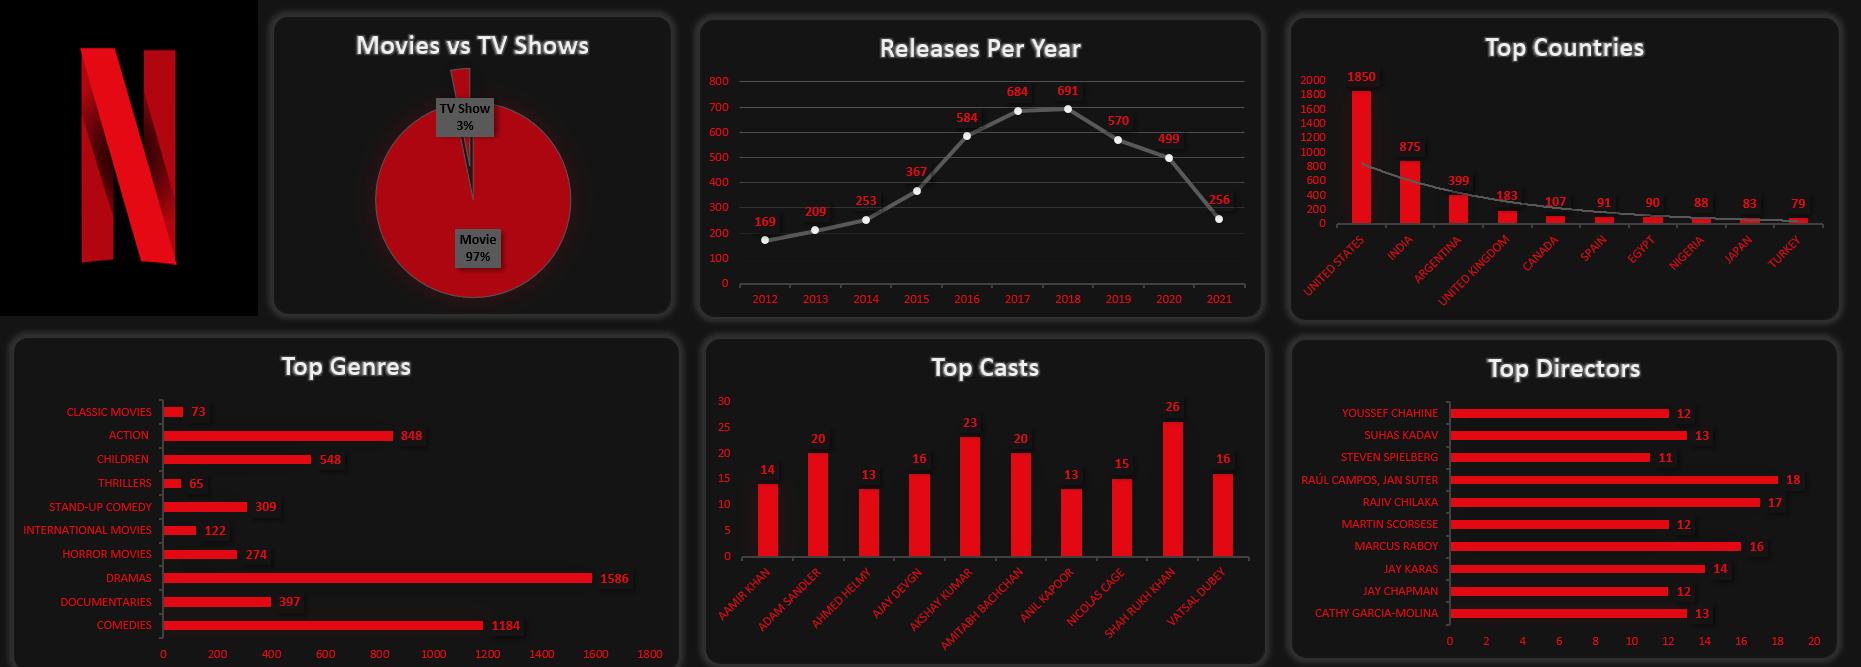 Movies vs TV Shows
TV Show
3%
Movie
97%
Releases Per Year
800
700
600
500
400
300
200
100
0
169
209
253
367
584
684
691
570
499
256
2012 2013 2014 2015 2016 2017 2018 2019 2020 2021
Top Countries
2000
1800
1600
1400
1200
1000
800
600
400
200
0
1850
875
399
183
107
91
90
88
83
79
UNITED STATES
INDIA
ARGENTINA
UNITED KINGDOM
CANADA
SPAIN
EGYPT
NIGERIA
JAPAN
TURKEY
Top Genres
CLASSIC MOVIES 73
ACTION 848
CHILDREN 548
THRILLERS 65
STAND-UP COMEDY 309
INTERNATIONAL MOVIES 122
HORROR MOVIES 274
DRAMAS 1586
DOCUMENTARIES 397
COMEDIES 1184
0 200 400 600 800 1000 1200 1400 1600 1800
Top Casts
30
25
20
15
10
5
0
14
20
13
16
23
20
13
15
26
16
AAMIR KHAN
ADAM SANDLER
AHMED HELMY
AJAY DEVGN
AKSHAY KUMAR
AMITABH BACHCHAN
ANIL KAPOOR
NICOLAS CAGE
SHAH RUKH KHAN
VATSAL DUBEY
Top Directors
YOUSSEF CHAHINE 12
SUHAS KADAV 13
STEVEN SPIELBERG 11
RAÚL CAMPOS, JAN SUTER 18
RAJIV CHILAKA 17
MARTIN SCORSESE 12
MARCUS RABOY 16
JAY KARAS 14
JAY CHAPMAN 12
CATHY GARCIA-MOLINA 13
0 2 4 6 8 10 12 14 16 18 20